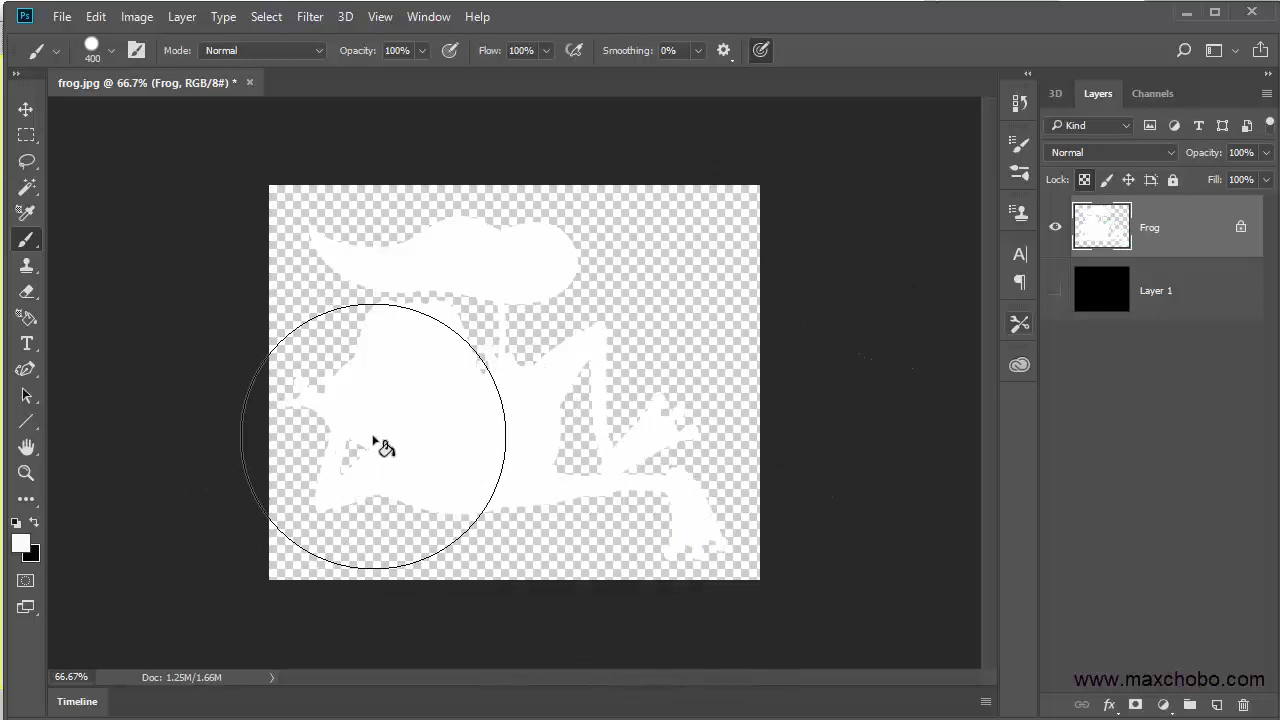 Ps File Edit Image Layer Type Select Filter 3D View Window Help
400 Mode: Normal Opacity: 100% Flow: 100% Smoothing: 0%
frog.jpg @ 66.7% (Frog, RGB/8#) * ×
3D Layers Channels
Kind
Normal Opacity: 100%
Lock: Fill: 100%
Frog
Layer 1
66.67% Doc: 1.25M/1.66M
Timeline
www.maxchobo.com